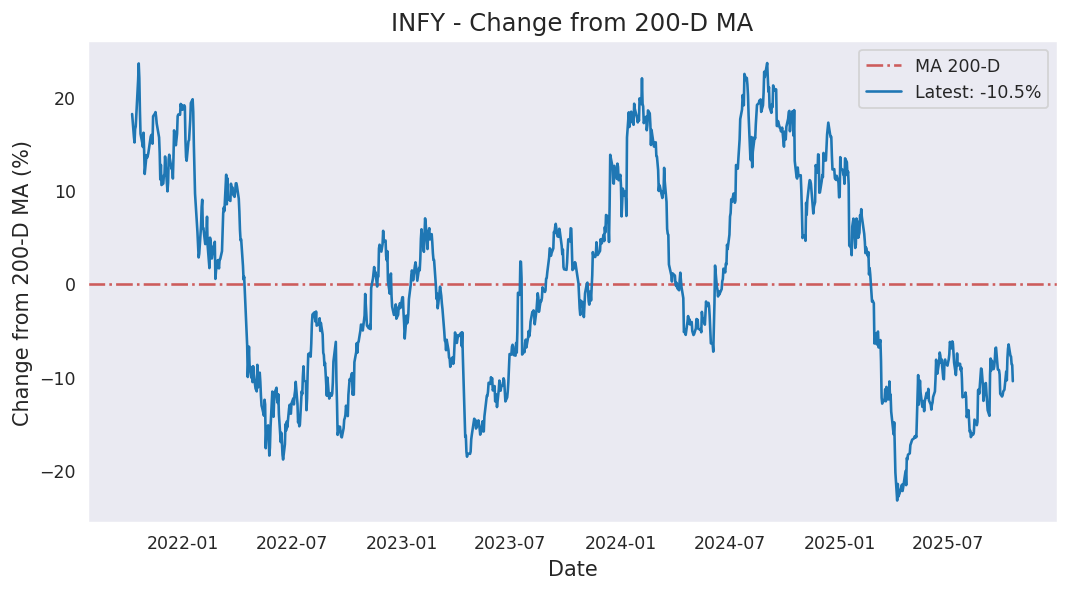 INFY - Change from 200-D MA
MA 200-D
Latest: -10.5%
Change from 200-D MA (%)
20
10
0
−10
−20
2022-01
2022-07
2023-01
2023-07
2024-01
2024-07
2025-01
2025-07
Date